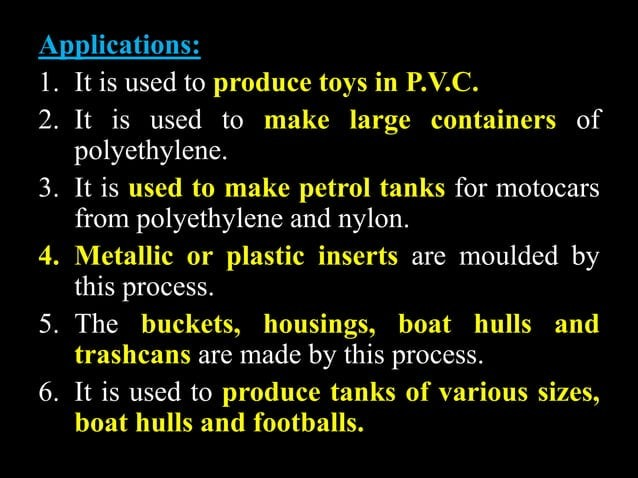 Applications:
1. It is used to produce toys in P.V.C.
2. It is used to make large containers of
polyethylene.
3. It is used to make petrol tanks for motocars
from polyethylene and nylon.
4. Metallic or plastic inserts are moulded by
this process.
5. The buckets, housings, boat hulls and
trashcans are made by this process.
6. It is used to produce tanks of various sizes,
boat hulls and footballs.